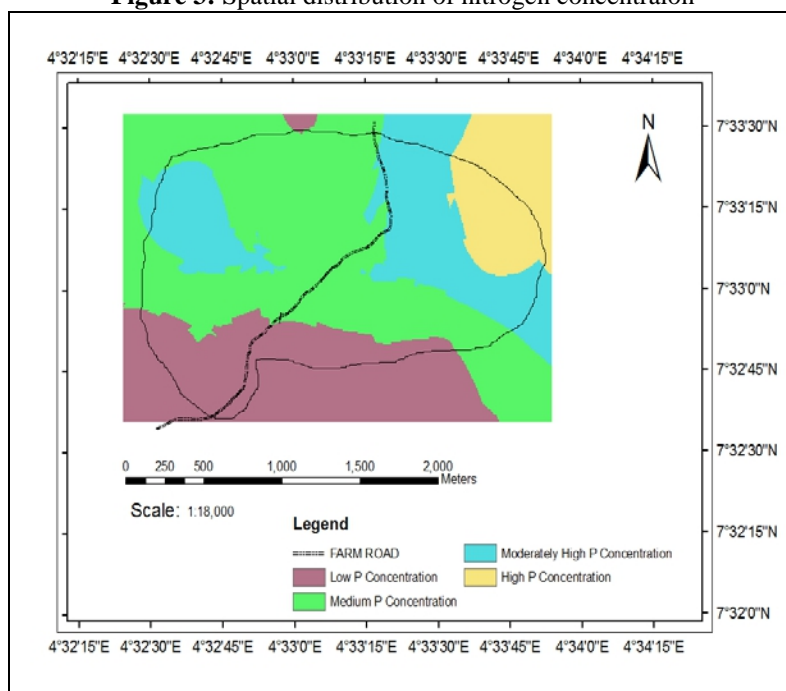 Figure 3: Spatial distribution of nitrogen concentraion
4°32'15"E 4°32'30"E 4°32'45"E 4°33'0"E 4°33'15"E 4°33'30"E 4°33'45"E 4°34'0"E 4°34'15"E
N
7°33'30"N
7°33'15"N
7°33'0"N
7°32'45"N
7°32'30"N
7°32'15"N
7°32'0"N
0 250 500 1,000 1,500 2,000
Meters
Scale: 1:18,000
Legend
FARM ROAD
Low P Concentration
Medium P Concentration
Moderately High P Concentration
High P Concentration
4°32'15"E 4°32'30"E 4°32'45"E 4°33'0"E 4°33'15"E 4°33'30"E 4°33'45"E 4°34'0"E 4°34'15"E